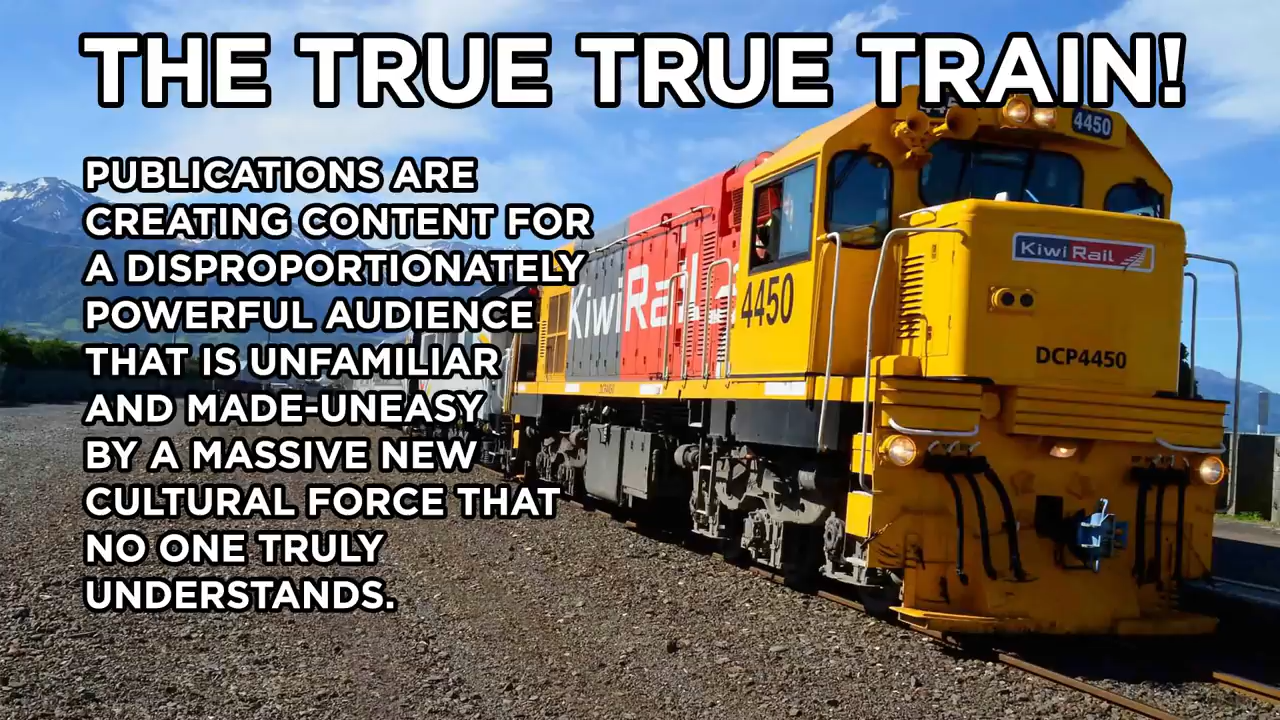 THE TRUE TRUE TRAIN!
PUBLICATIONS ARE
CREATING CONTENT FOR
A DISPROPORTIONATELY
POWERFUL AUDIENCE
THAT IS UNFAMILIAR
AND MADE-UNEASY
BY A MASSIVE NEW
CULTURAL FORCE THAT
NO ONE TRULY
UNDERSTANDS.
4450
KiwiRail
KiwiRail
4450
DCP4450